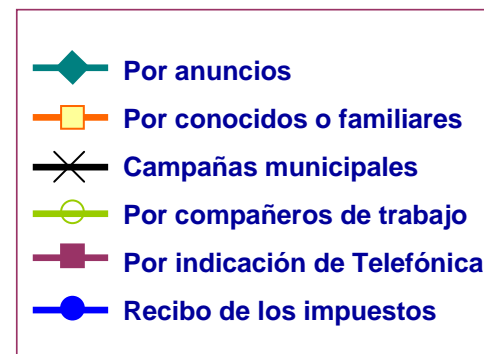 Por anuncios
Por conocidos o familiares
Campañas municipales
Por compañeros de trabajo
Por indicación de Telefónica
Recibo de los impuestos